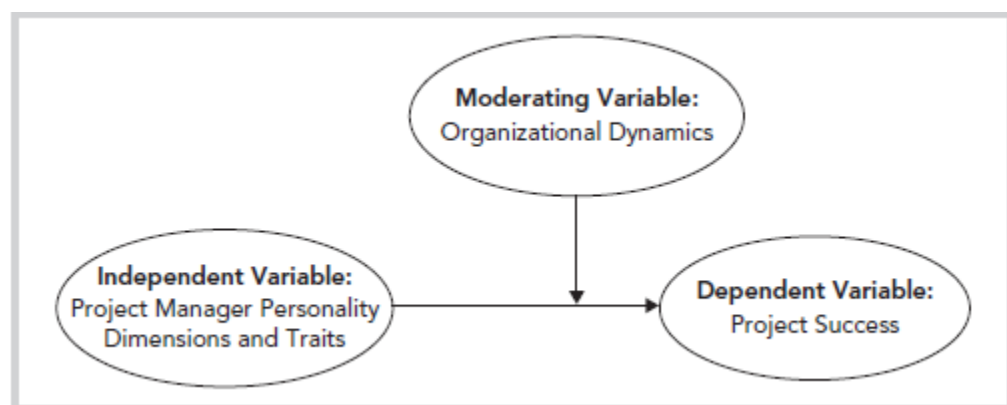 Moderating Variable:
Organizational Dynamics
Independent Variable:
Project Manager Personality
Dimensions and Traits
Dependent Variable:
Project Success